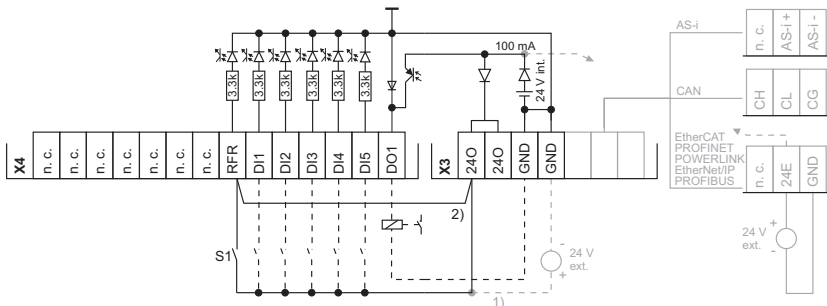 AS-i
n. c.
AS-i +
AS-i -
100 mA
24 V int.
3.3k
3.3k
3.3k
3.3k
3.3k
3.3k
CAN
CH
CL
CG
X4
n. c.
n. c.
n. c.
n. c.
n. c.
n. c.
n. c.
RFR
DI1
DI2
DI3
DI4
DI5
DO1
X3
24O
24O
GND
GND
EtherCAT
PROFINET
POWERLINK
EtherNet/IP
PROFIBUS
n. c.
24E
GND
2)
S1
-
24 V
ext.
+
1)
24 V
ext.
-
+